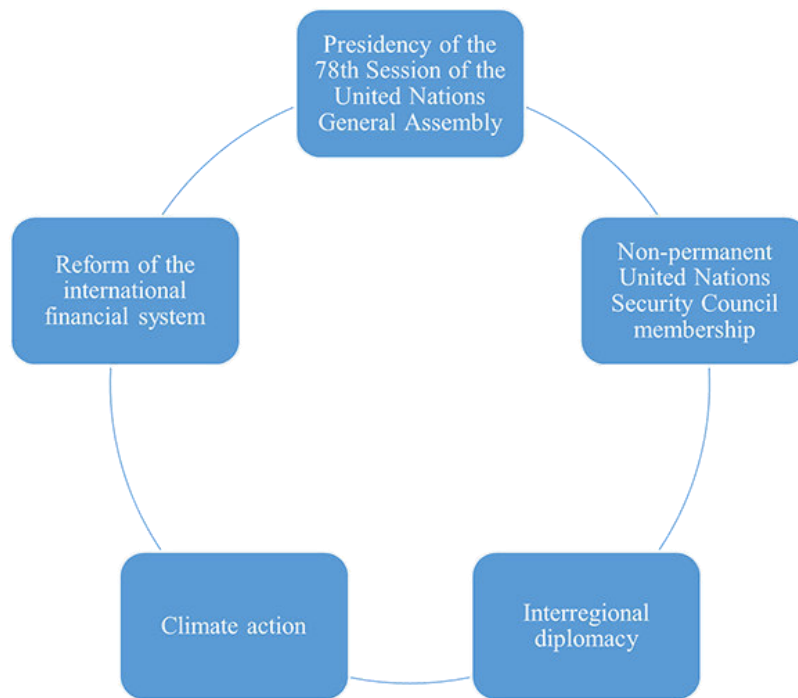 Presidency of the
78th Session of the
United Nations
General Assembly
Non-permanent
United Nations
Security Council
membership
Interregional
diplomacy
Climate action
Reform of the
international
financial system